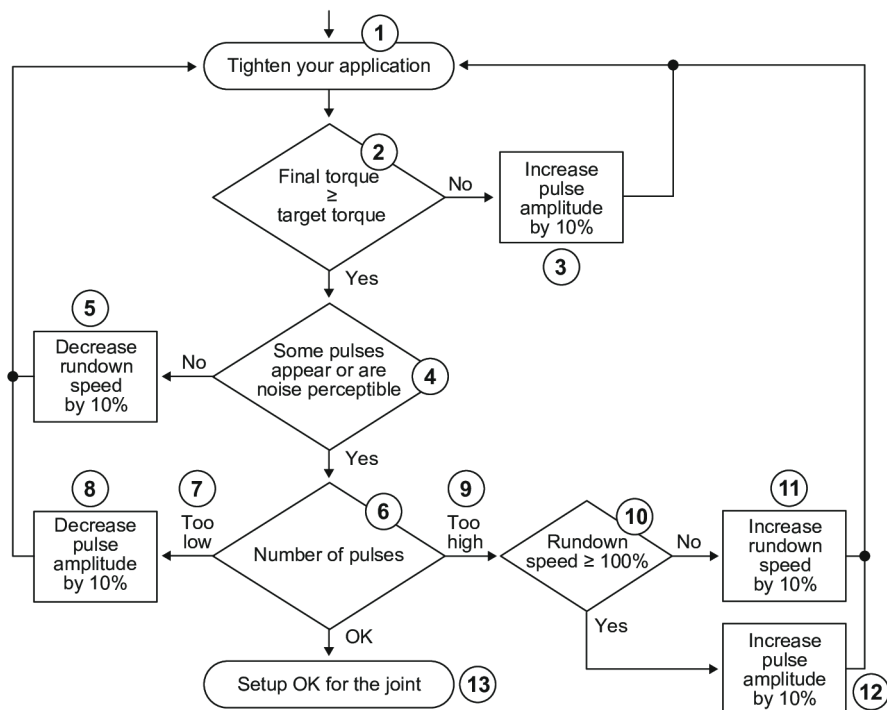 1
Tighten your application
2
Final torque
≥
target torque
No
Increase
pulse
amplitude
by 10%
3
Yes
5
Decrease
rundown
speed
by 10%
No
Some pulses
appear or are
noise perceptible
4
Yes
8
Decrease
pulse
amplitude
by 10%
7
Too
low
6
Number of pulses
9
Too
high
10
Rundown
speed ≥ 100%
No
11
Increase
rundown
speed
by 10%
Yes
Increase
pulse
amplitude
by 10%
12
OK
Setup OK for the joint
13